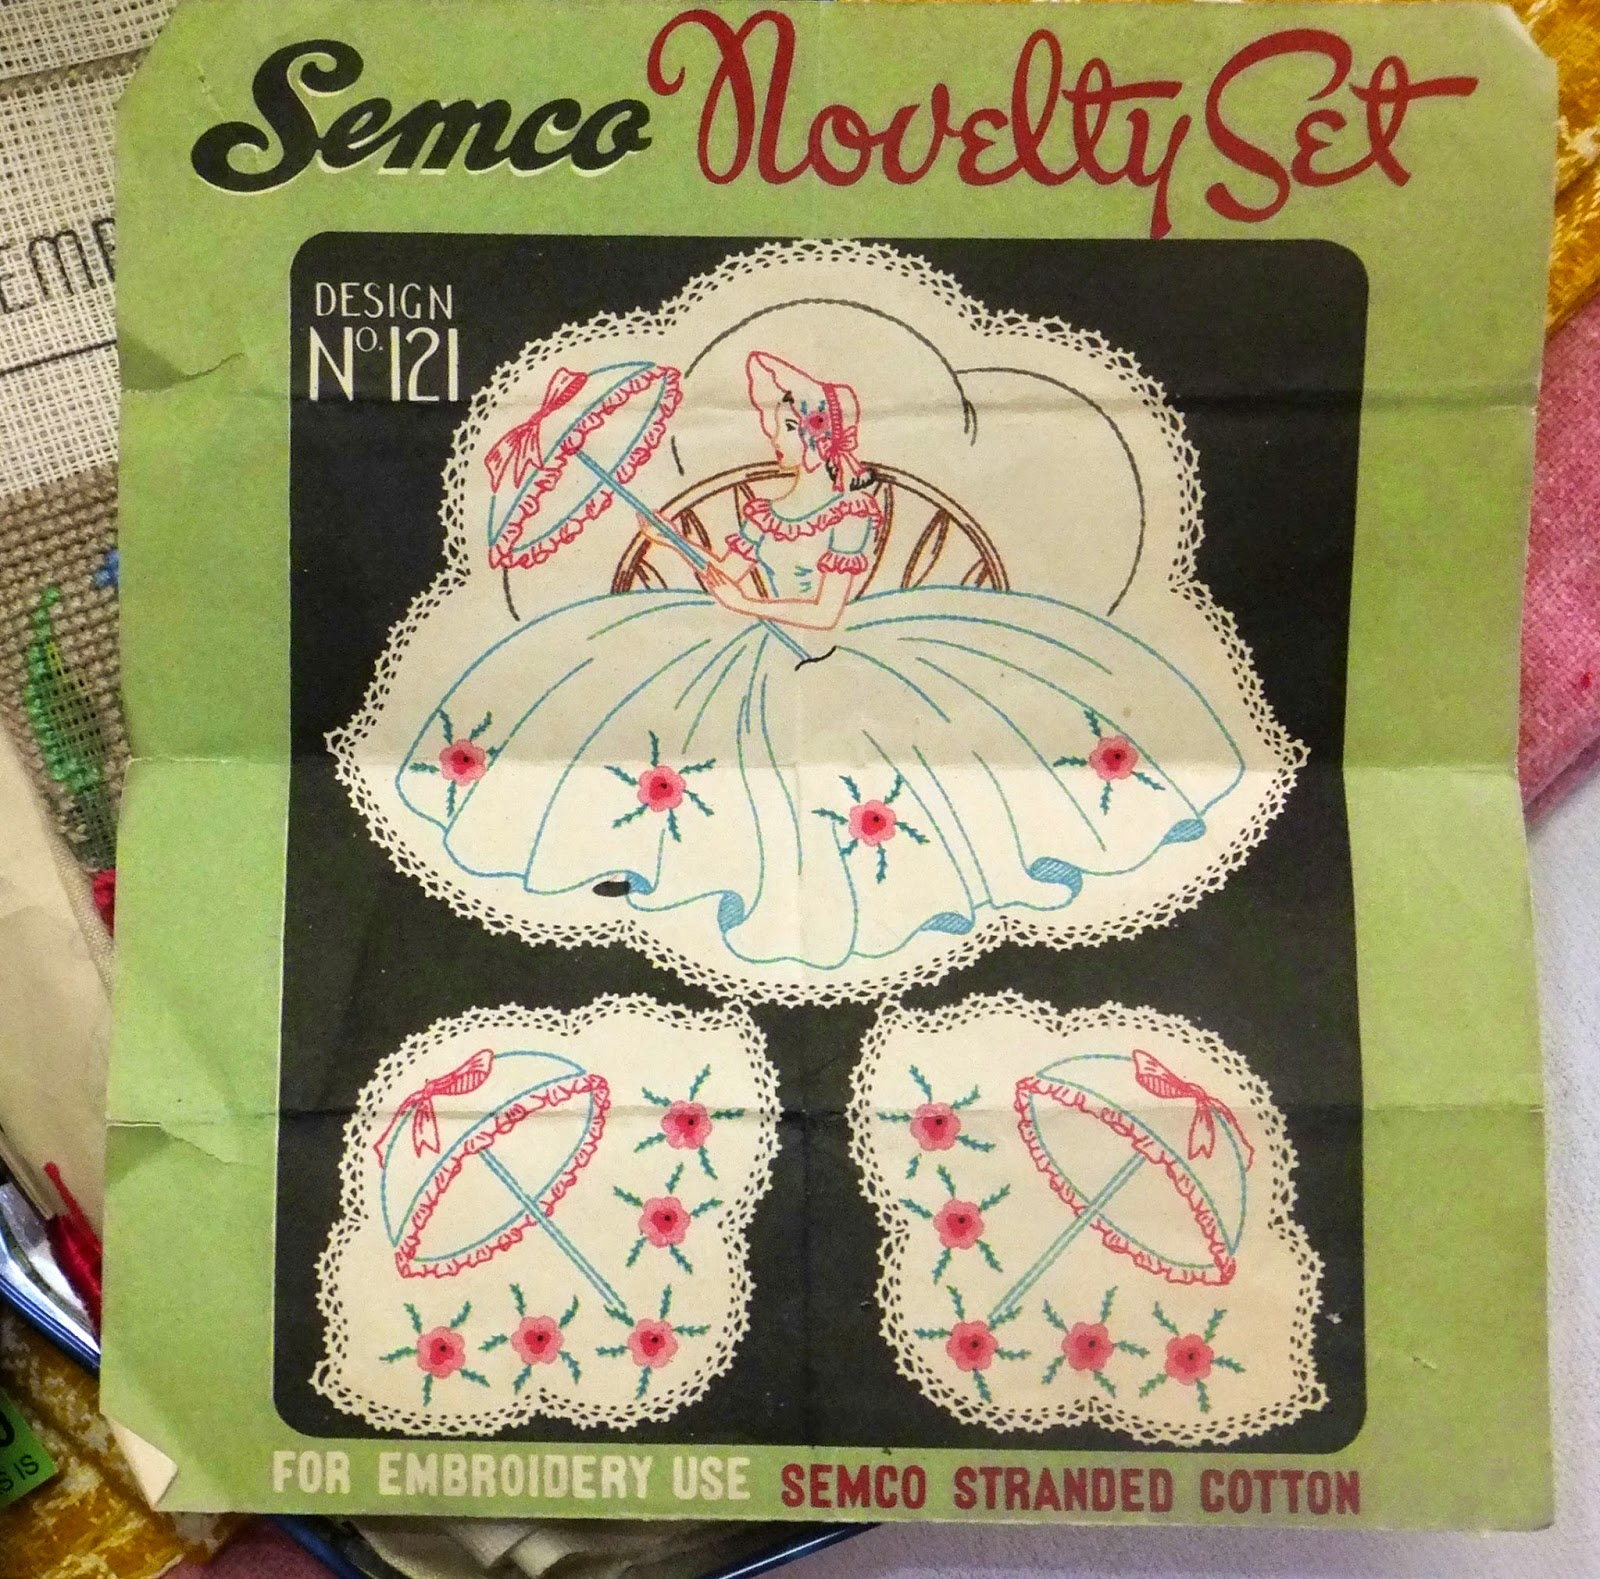 Semco Novelty Set
DESIGN
No. 121
FOR EMBROIDERY USE SEMCO STRANDED COTTON